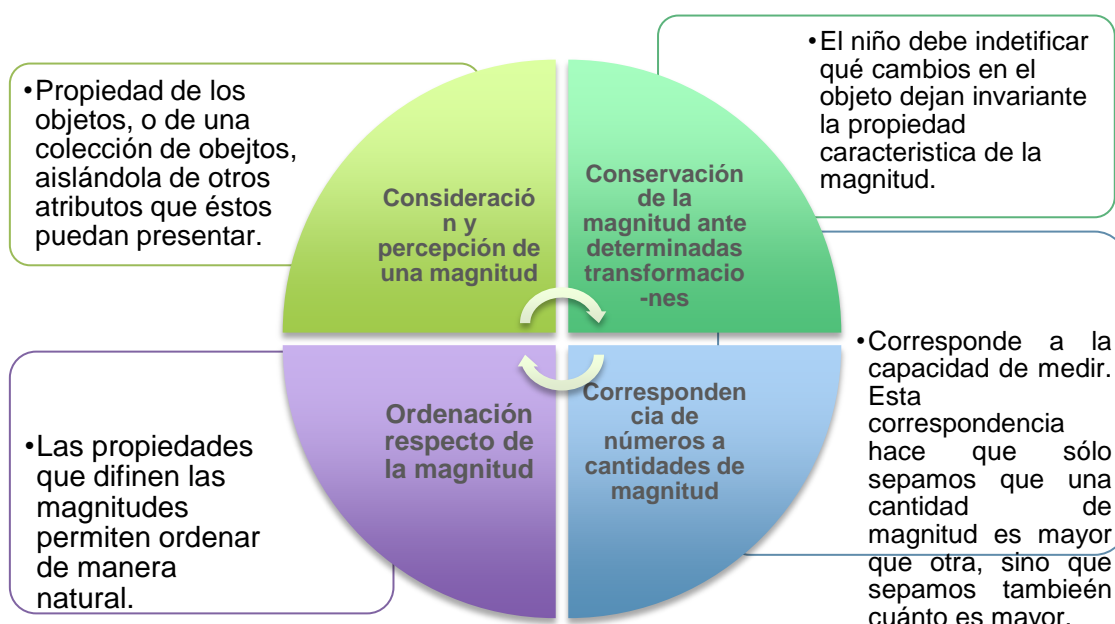 •Propiedad de los
objetos, o de una
colección de obejtos,
aislándola de otros
atributos que éstos
puedan presentar.
Consideració
n y
percepción de
una magnitud
Conservación
de la
magnitud ante
determinadas
transformacio
-nes
•El niño debe indetificar
qué cambios en el
objeto dejan invariante
la propiedad
caracteristica de la
magnitud.
•Las propiedades
que difinen las
magnitudes
permiten ordenar
de manera
natural.
Ordenación
respecto de
la magnitud
Corresponden
cia de
números a
cantidades de
magnitud
•Corresponde a la
capacidad de medir.
Esta
correspondencia
hace que sólo
sepamos que una
cantidad de
magnitud es mayor
que otra, sino que
sepamos tambieén
cuánto es mayor.